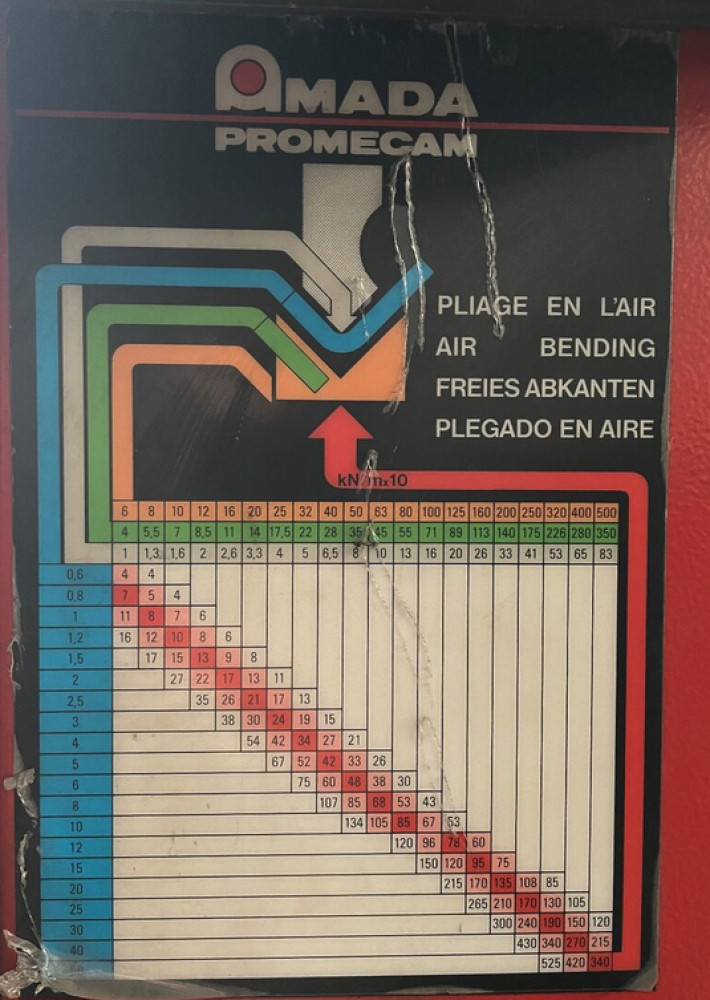 AMADA
PROMECAM
PLIAGE EN L'AIR
AIR BENDING
FREIES ABKANTEN
PLEGADO EN AIRE
kN/mx10
6 8 10 12 16 20 25 32 40 50 63 80 100 125 160 200 250 320 400 500
4 5,5 7 8,5 11 14 17,5 22 28 35 45 55 71 89 113 140 175 226 280 350
1 1,3 1,6 2 2,6 3,3 4 5 6,5 8 10 13 16 20 26 33 41 53 65 83
0,6 4 4
0,8 7 5 4
1 11 8 7 6
1,2 16 12 10 8 6
1,5 17 15 13 9 8
2 27 22 17 13 11
2,5 35 26 21 17 13
3 38 30 24 19 15
4 54 42 34 27 21
5 67 52 42 33 26
6 75 60 48 38 30
8 107 85 68 53 43
10 134 105 85 67 53
12 120 96 78 60
15 150 120 95 75
20 215 170 135 108 85
25 265 210 170 130 105
30 300 240 190 150 120
40 430 340 270 215
525 420 340